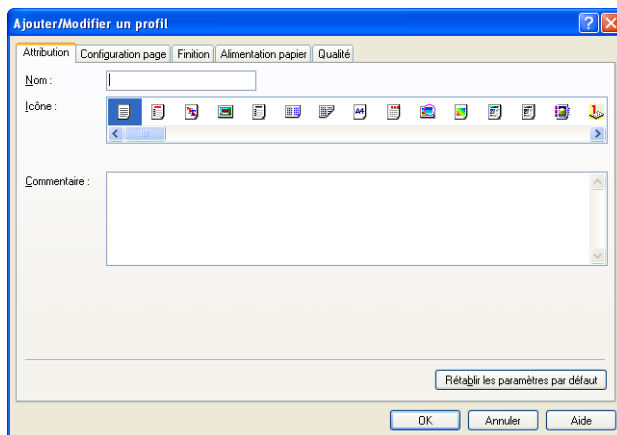 Ajouter/Modifier un profil
Attribution Configuration page Finition Alimentation papier Qualité
Nom :
Icône :
A4
Commentaire :
Rétablir les paramètres par défaut
OK Annuler Aide